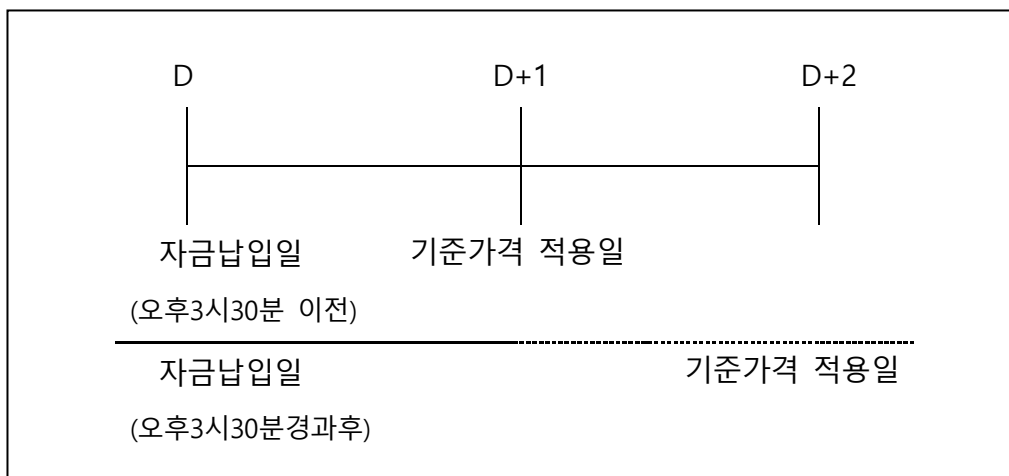 D D+1 D+2
자금납입일 기준가격 적용일
(오후3시30분 이전)
자금납입일 기준가격 적용일
(오후3시30분경과후)